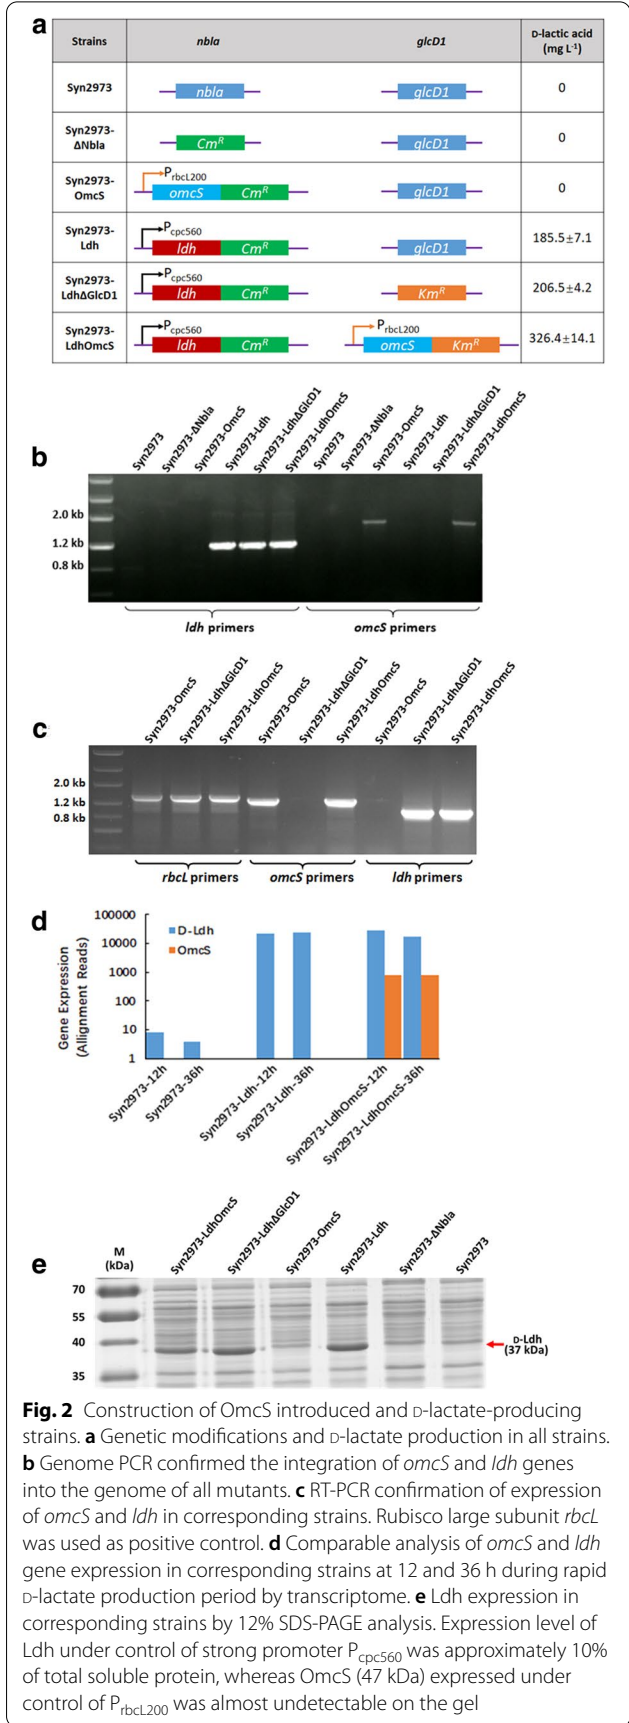 a
Strains nbla glcD1 D-lactic acid
(mg L-1)
Syn2973 nbla glcD1 0
Syn2973-
ΔNbla CmR glcD1 0
Syn2973-
OmcS PrbcL200 omcS CmR glcD1 0
Syn2973-
Ldh Pcpc560 ldh CmR glcD1 185.5±7.1
Syn2973-
LdhΔGlcD1 Pcpc560 ldh CmR KmR 206.5±4.2
Syn2973-
LdhOmcS Pcpc560 ldh CmR PrbcL200 omcS KmR 326.4±14.1
b
Syn2973 Syn2973-ΔNbla Syn2973-OmcS Syn2973-Ldh Syn2973-LdhΔGlcD1 Syn2973-LdhOmcS Syn2973 Syn2973-ΔNbla Syn2973-OmcS Syn2973-Ldh Syn2973-LdhΔGlcD1 Syn2973-LdhOmcS
2.0 kb
1.2 kb
0.8 kb
ldh primers omcS primers
c
Syn2973-OmcS Syn2973-LdhΔGlcD1 Syn2973-LdhOmcS Syn2973-OmcS Syn2973-LdhΔGlcD1 Syn2973-LdhOmcS Syn2973-OmcS Syn2973-LdhΔGlcD1 Syn2973-LdhOmcS
2.0 kb
1.2 kb
0.8 kb
rbcL primers omcS primers ldh primers
d
Gene Expression
(Allignment Reads)
100000
10000
1000
100
10
1
D-Ldh
OmcS
Syn2973-12h Syn2973-36h Syn2973-Ldh-12h Syn2973-Ldh-36h Syn2973-LdhOmcS-12h Syn2973-LdhOmcS-36h
e
M
(kDa)
Syn2973-LdhOmcS Syn2973-LdhΔGlcD1 Syn2973-OmcS Syn2973-Ldh Syn2973-ΔNbla Syn2973
70
55
40
35
D-Ldh
(37 kDa)
Fig. 2 Construction of OmcS introduced and D-lactate-producing
strains. a Genetic modifications and D-lactate production in all strains.
b Genome PCR confirmed the integration of omcS and ldh genes
into the genome of all mutants. c RT-PCR confirmation of expression
of omcS and ldh in corresponding strains. Rubisco large subunit rbcL
was used as positive control. d Comparable analysis of omcS and ldh
gene expression in corresponding strains at 12 and 36 h during rapid
D-lactate production period by transcriptome. e Ldh expression in
corresponding strains by 12% SDS-PAGE analysis. Expression level of
Ldh under control of strong promoter Pcpc560 was approximately 10%
of total soluble protein, whereas OmcS (47 kDa) expressed under
control of PrbcL200 was almost undetectable on the gel